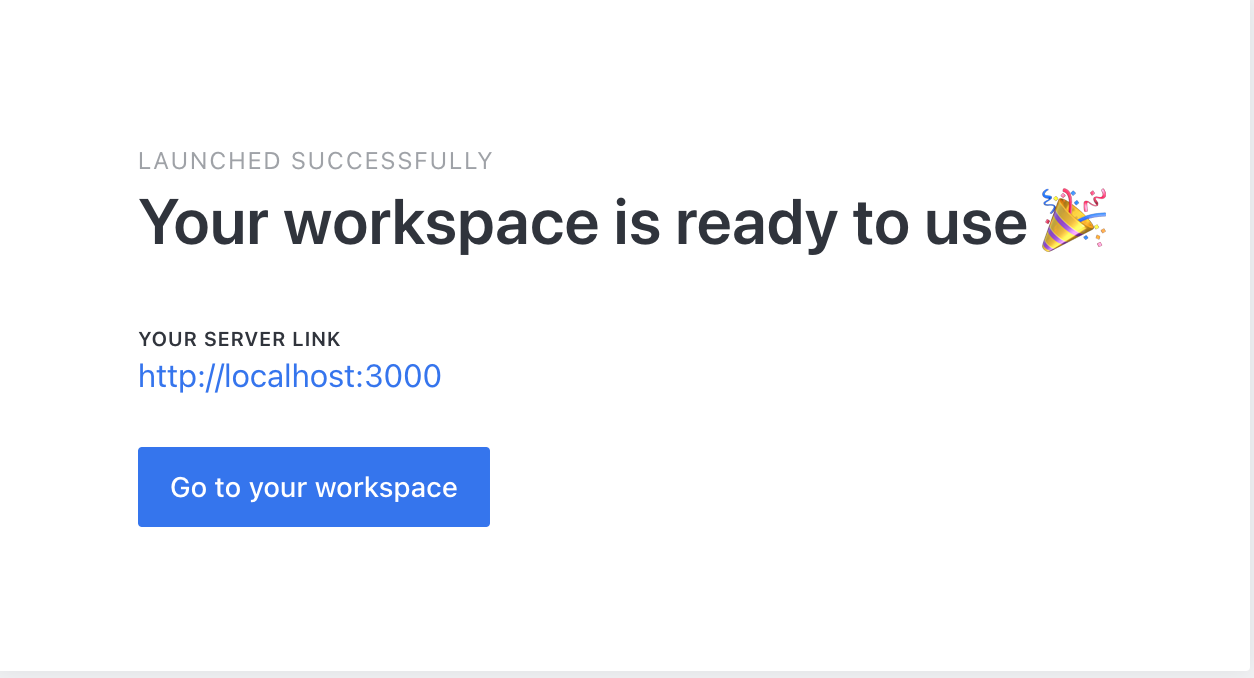 LAUNCHED SUCCESSFULLY
Your workspace is ready to use 🎉
YOUR SERVER LINK
http://localhost:3000
Go to your workspace